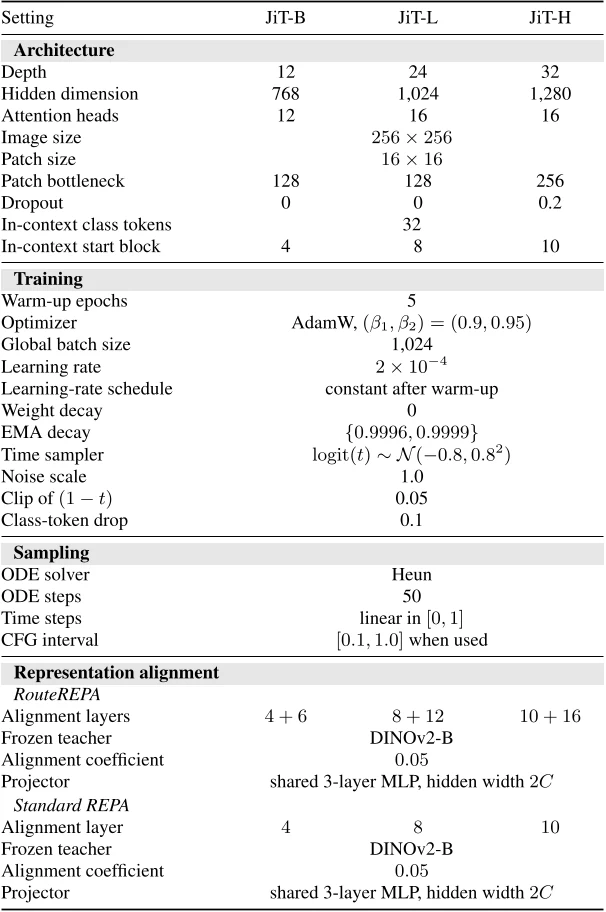 Setting JiT-B JiT-L JiT-H
Architecture
Depth 12 24 32
Hidden dimension 768 1,024 1,280
Attention heads 12 16 16
Image size 256 × 256
Patch size 16 × 16
Patch bottleneck 128 128 256
Dropout 0 0 0.2
In-context class tokens 32
In-context start block 4 8 10
Training
Warm-up epochs 5
Optimizer AdamW, (β₁, β₂) = (0.9, 0.95)
Global batch size 1,024
Learning rate 2 × 10⁻⁴
Learning-rate schedule constant after warm-up
Weight decay 0
EMA decay {0.9996, 0.9999}
Time sampler logit(t) ∼ 𝒩(−0.8, 0.8²)
Noise scale 1.0
Clip of (1 − t) 0.05
Class-token drop 0.1
Sampling
ODE solver Heun
ODE steps 50
Time steps linear in [0, 1]
CFG interval [0.1, 1.0] when used
Representation alignment
RouteREPA
Alignment layers 4 + 6 8 + 12 10 + 16
Frozen teacher DINOv2-B
Alignment coefficient 0.05
Projector shared 3-layer MLP, hidden width 2C
Standard REPA
Alignment layer 4 8 10
Frozen teacher DINOv2-B
Alignment coefficient 0.05
Projector shared 3-layer MLP, hidden width 2C